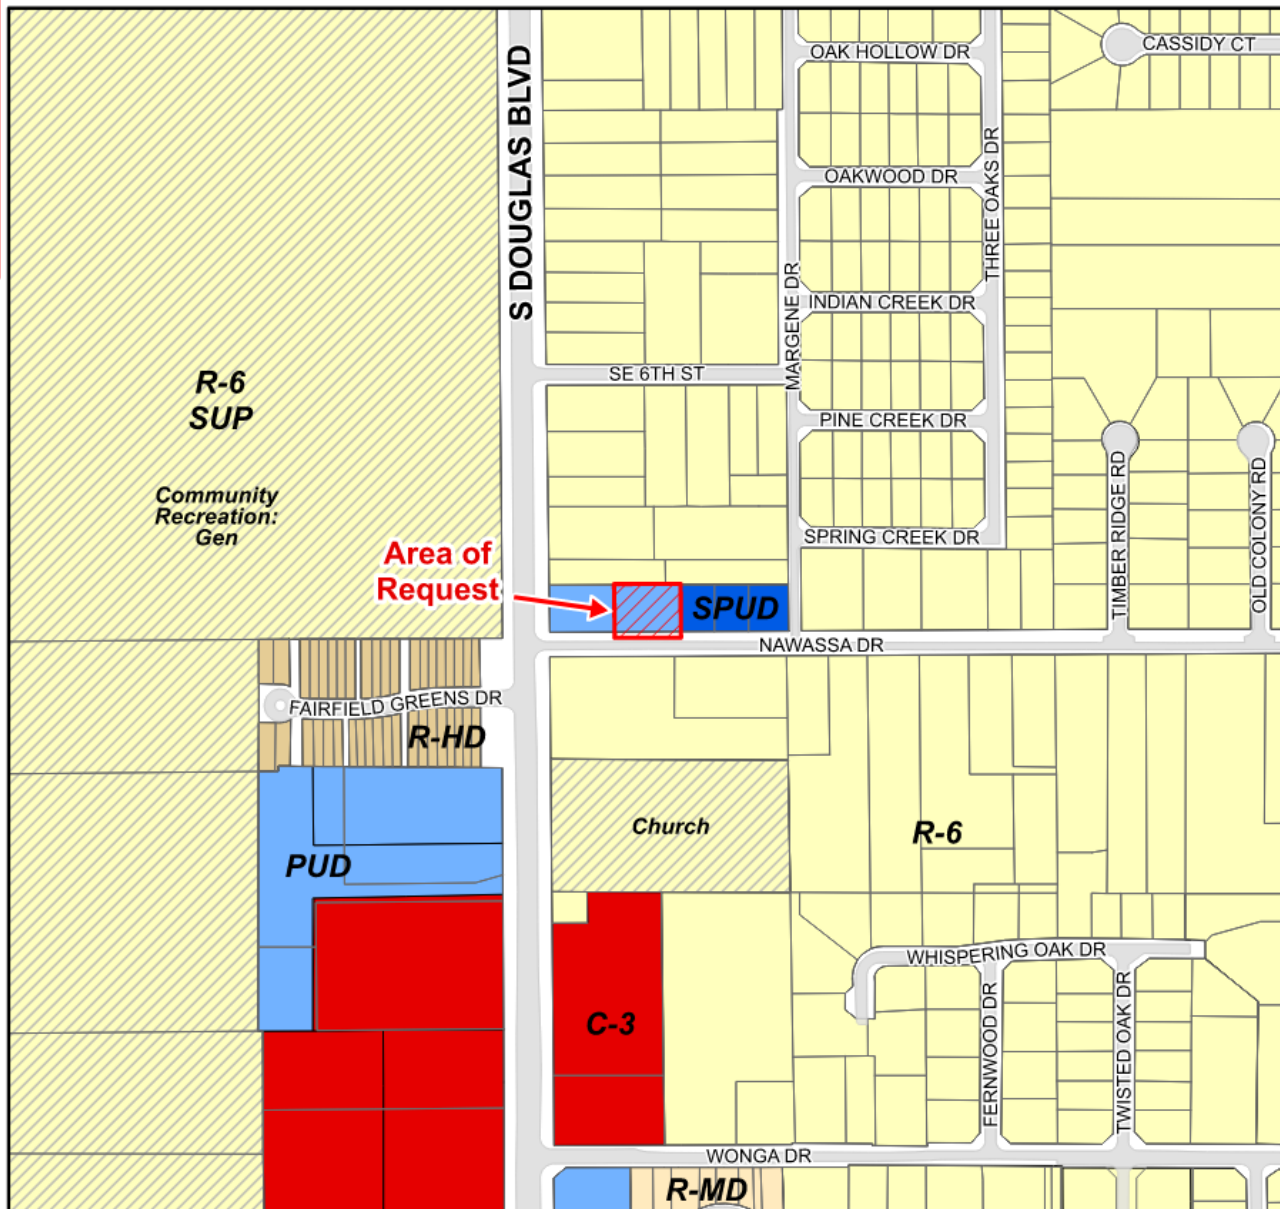 OAK HOLLOW DR
CASSIDY CT
S DOUGLAS BLVD
OAKWOOD DR
THREE OAKS DR
MARGENE DR
INDIAN CREEK DR
SE 6TH ST
R-6
SUP
PINE CREEK DR
Community
Recreation:
Gen
TIMBER RIDGE RD
OLD COLONY RD
SPRING CREEK DR
Area of
Request
SPUD
NAWASSA DR
FAIRFIELD GREENS DR
R-HD
Church
R-6
PUD
WHISPERING OAK DR
FERNWOOD DR
TWISTED OAK DR
C-3
WONGA DR
R-MD